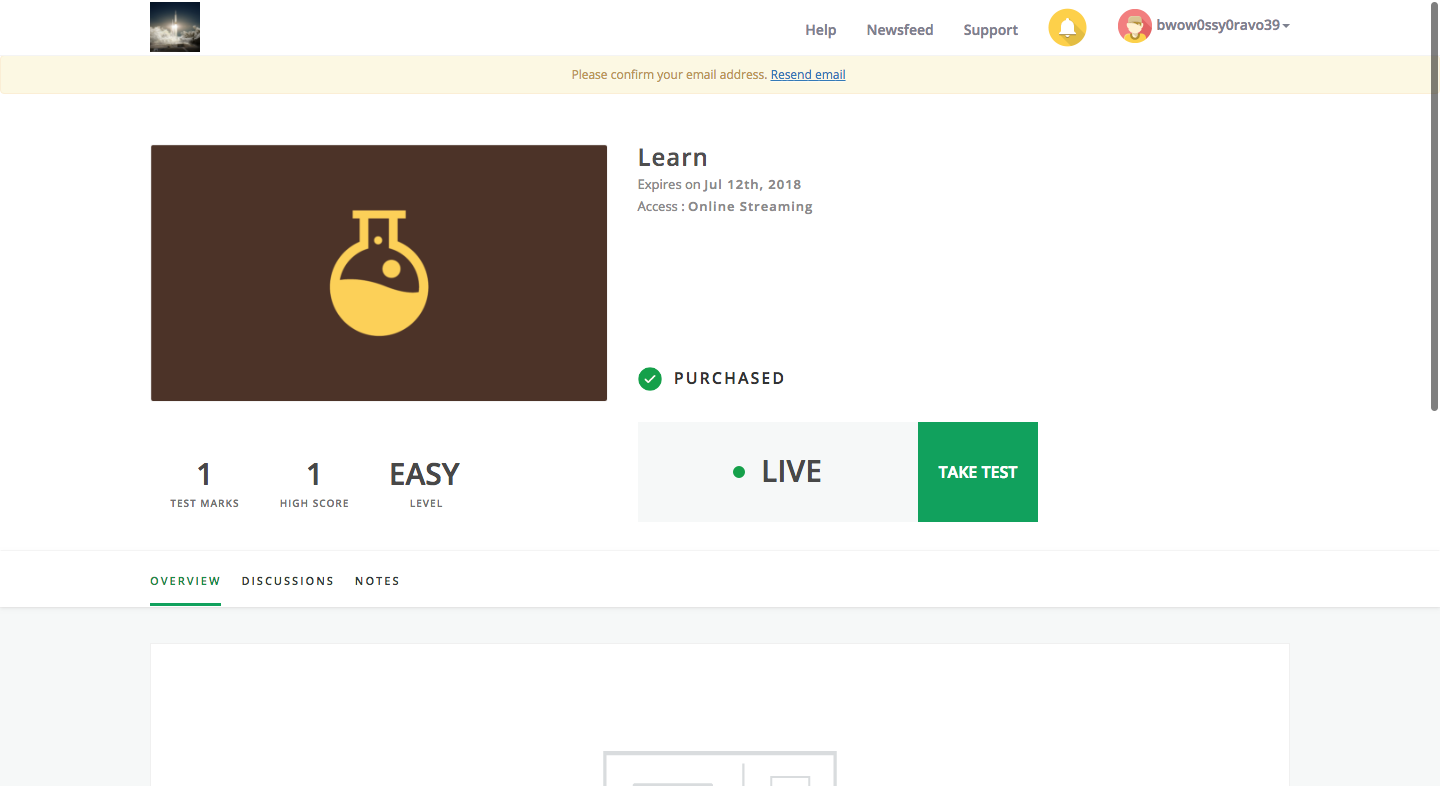 Help Newsfeed Support bwow0ssy0ravo39
Please confirm your email address. Resend email
Learn
Expires on Jul 12th, 2018
Access : Online Streaming
PURCHASED
LIVE TAKE TEST
1 1 EASY
TEST MARKS HIGH SCORE LEVEL
OVERVIEW DISCUSSIONS NOTES